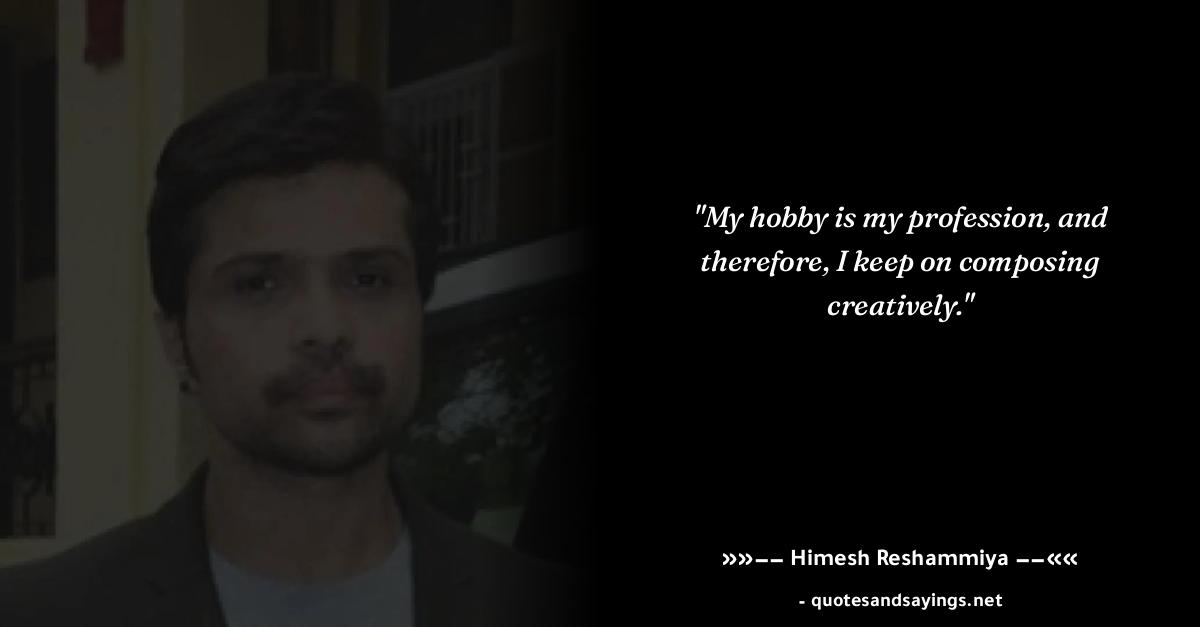 "My hobby is my profession, and
therefore, I keep on composing
creatively."
»»−− Himesh Reshammiya −−««
- quotesandsayings.net